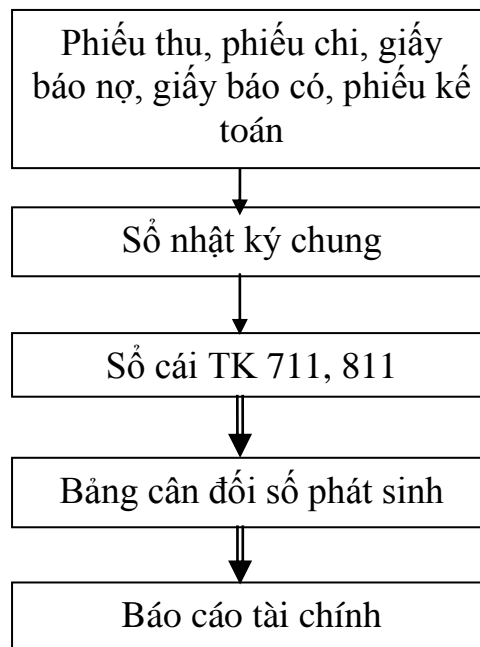 Phiếu thu, phiếu chi, giấy
báo nợ, giấy báo có, phiếu kế
toán
Sổ nhật ký chung
Sổ cái TK 711, 811
Bảng cân đối số phát sinh
Báo cáo tài chính